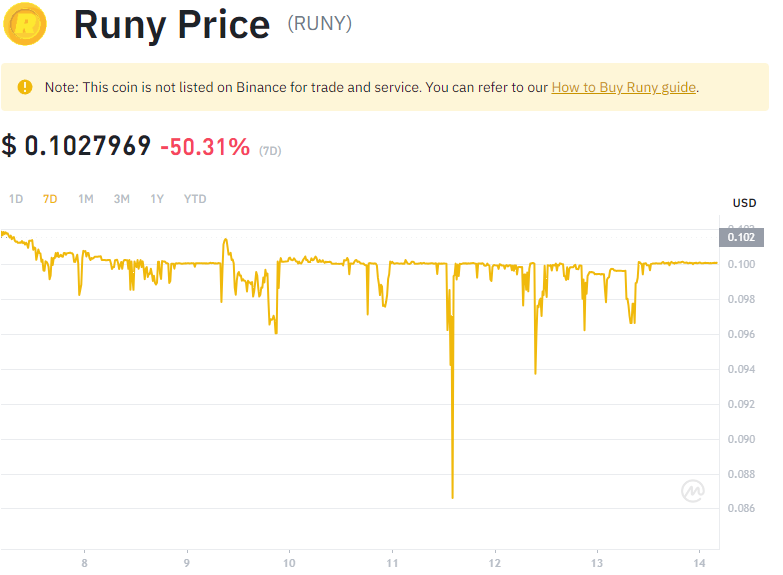 Runy Price (RUNY)
Note: This coin is not listed on Binance for trade and service. You can refer to our How to Buy Runy guide.
$ 0.1027969 -50.31% (7D)
1D 7D 1M 3M 1Y YTD
USD
0.102
0.100
0.098
0.096
0.094
0.092
0.090
0.088
0.086
8 9 10 11 12 13 14